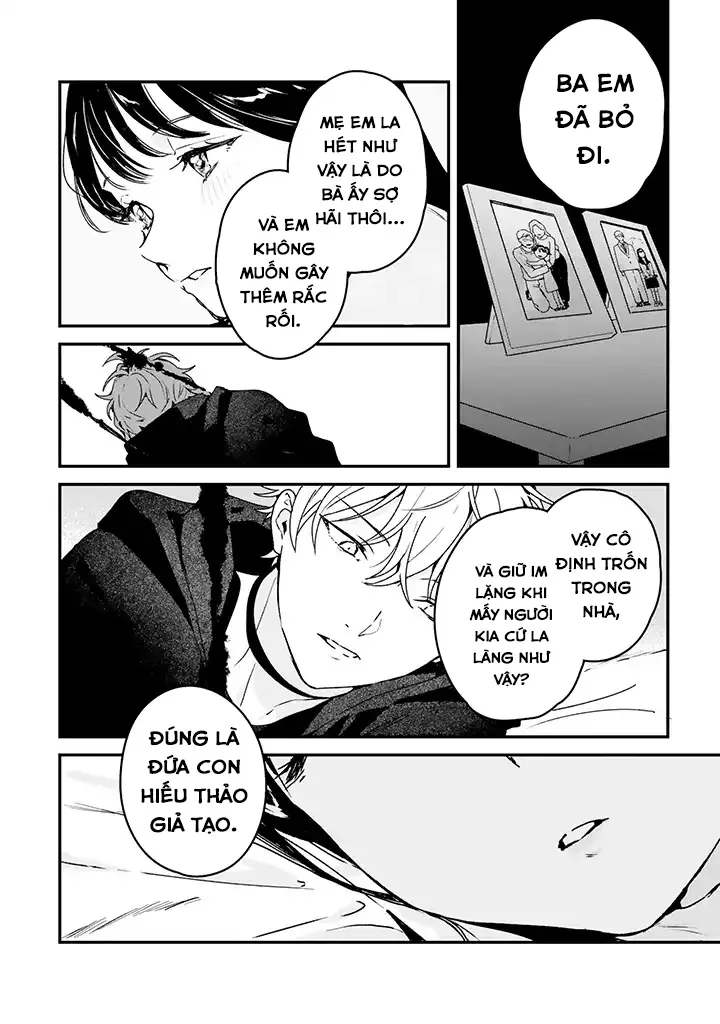 BA EM
ĐÃ BỎ
ĐI.
MẸ EM LA
HÉT NHƯ
VẬY LÀ DO
BÀ ẤY SỢ
HÃI THÔI...
VÀ EM
KHÔNG
MUỐN GÂY
THÊM RẮC
RỐI.
VẬY CÔ
ĐỊNH TRỐN
TRONG
NHÀ,
VÀ GIỮ IM
LẶNG KHI
MẤY NGƯỜI
KIA CỨ LA
LÀNG NHƯ
VẬY?
ĐÚNG LÀ
ĐỨA CON
HIẾU THẢO
GIẢ TẠO.